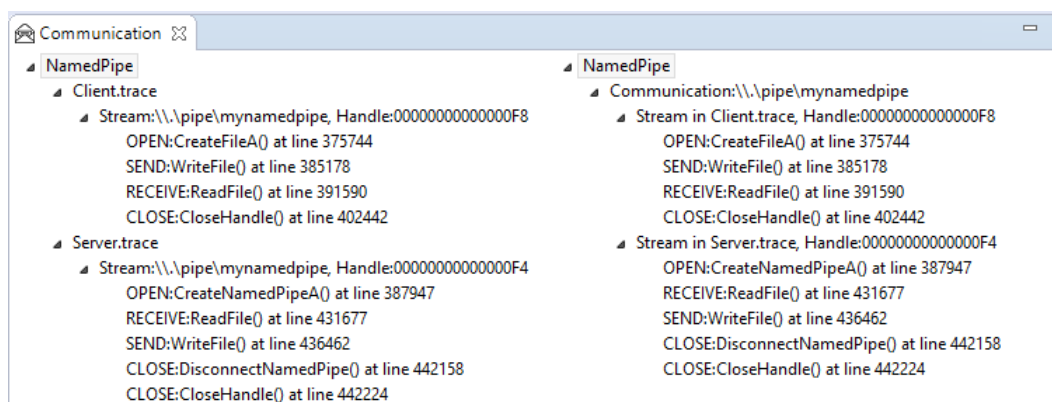 Communication
NamedPipe
Client.trace
Stream:\\.\pipe\mynamedpipe, Handle:00000000000000F8
OPEN:CreateFileA() at line 375744
SEND:WriteFile() at line 385178
RECEIVE:ReadFile() at line 391590
CLOSE:CloseHandle() at line 402442
Server.trace
Stream:\\.\pipe\mynamedpipe, Handle:00000000000000F4
OPEN:CreateNamedPipeA() at line 387947
RECEIVE:ReadFile() at line 431677
SEND:WriteFile() at line 436462
CLOSE:DisconnectNamedPipe() at line 442158
CLOSE:CloseHandle() at line 442224
NamedPipe
Communication:\\.\pipe\mynamedpipe
Stream in Client.trace, Handle:00000000000000F8
OPEN:CreateFileA() at line 375744
SEND:WriteFile() at line 385178
RECEIVE:ReadFile() at line 391590
CLOSE:CloseHandle() at line 402442
Stream in Server.trace, Handle:00000000000000F4
OPEN:CreateNamedPipeA() at line 387947
RECEIVE:ReadFile() at line 431677
SEND:WriteFile() at line 436462
CLOSE:DisconnectNamedPipe() at line 442158
CLOSE:CloseHandle() at line 442224